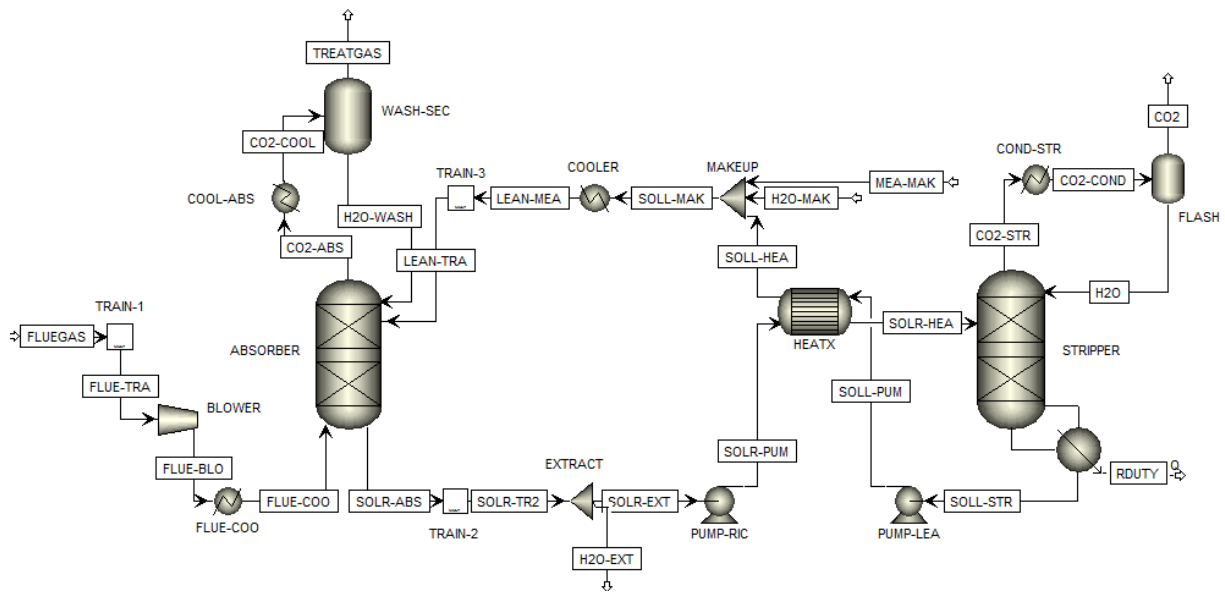 TREATGAS
WASH-SEC
CO2
CO2-COOL
COND-STR
TRAIN-3
COOLER
MAKEUP
MEA-MAK
CO2-COND
COOL-ABS
LEAN-MEA
SOLL-MAK
H2O-MAK
H2O-WASH
FLASH
CO2-ABS
CO2-STR
LEAN-TRA
SOLL-HEA
H2O
TRAIN-1
FLUEGAS
ABSORBER
SOLR-HEA
HEATX
STRIPPER
FLUE-TRA
SOLL-PUM
BLOWER
SOLR-PUM
FLUE-BLO
EXTRACT
RDUTY
Q
FLUE-COO
SOLR-ABS
SOLR-TR2
SOLR-EXT
SOLL-STR
FLUE-COO
TRAIN-2
PUMP-RIC
PUMP-LEA
H2O-EXT